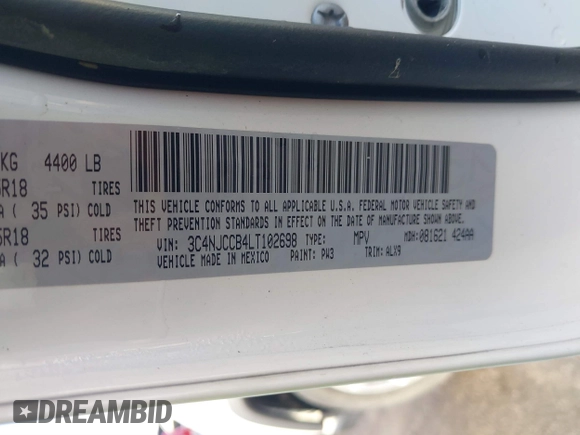 KG 4400 LB
R18 TIRES
A ( 35 PSI) COLD
R18 TIRES
A ( 32 PSI) COLD
THIS VEHICLE CONFORMS TO ALL APPLICABLE U.S.A. FEDERAL MOTOR VEHICLE SAFETY AND
THEFT PREVENTION STANDARDS IN EFFECT ON THE DATE OF MANUFACTURE SHOWN ABOVE.
VIN: 3C4NJCCB4LT102698 TYPE: MPV MDH: 081621 424AA
VEHICLE MADE IN MEXICO PAINT: PW3 TRIM: ALX9
DREAMBID